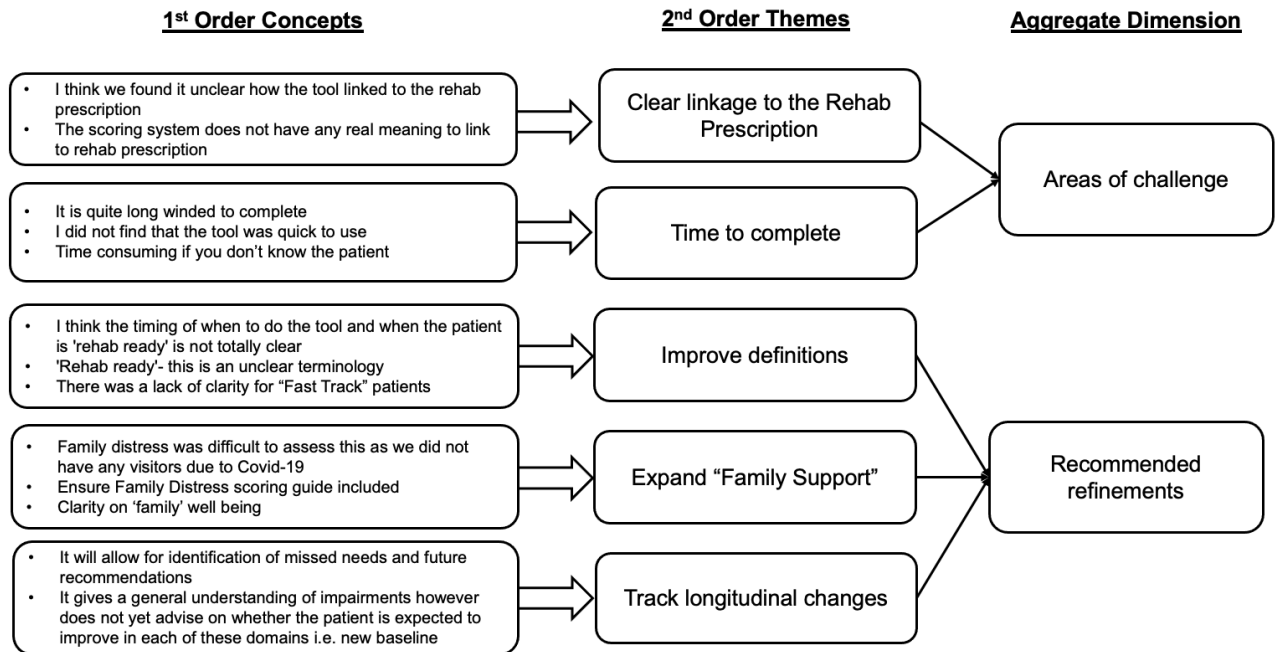 1st Order Concepts
2nd Order Themes
Aggregate Dimension
• I think we found it unclear how the tool linked to the rehab
prescription
• The scoring system does not have any real meaning to link
to rehab prescription
Clear linkage to the Rehab
Prescription
• It is quite long winded to complete
• I did not find that the tool was quick to use
• Time consuming if you don’t know the patient
Time to complete
Areas of challenge
• I think the timing of when to do the tool and when the patient
is 'rehab ready' is not totally clear
• 'Rehab ready'- this is an unclear terminology
• There was a lack of clarity for “Fast Track” patients
Improve definitions
• Family distress was difficult to assess this as we did not
have any visitors due to Covid-19
• Ensure Family Distress scoring guide included
• Clarity on ‘family’ well being
Expand “Family Support”
• It will allow for identification of missed needs and future
recommendations
• It gives a general understanding of impairments however
does not yet advise on whether the patient is expected to
improve in each of these domains i.e. new baseline
Track longitudinal changes
Recommended
refinements